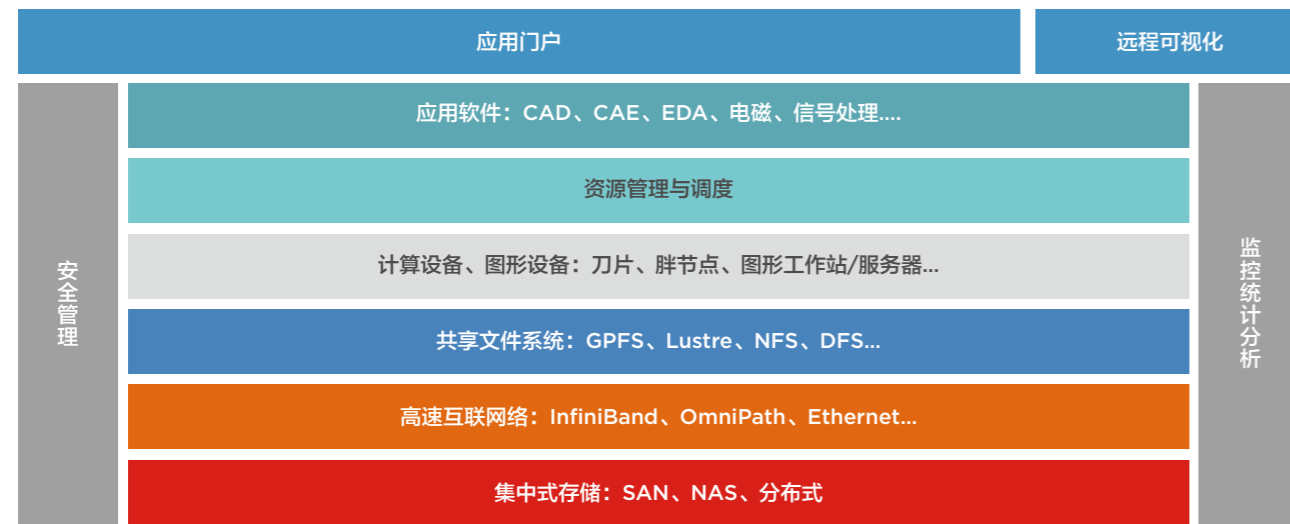 应用门户
远程可视化
安全管理
应用软件：CAD、CAE、EDA、电磁、信号处理....
资源管理与调度
计算设备、图形设备：刀片、胖节点、图形工作站/服务器...
共享文件系统：GPFS、Lustre、NFS、DFS...
高速互联网络：InfiniBand、OmniPath、Ethernet...
集中式存储：SAN、NAS、分布式
监控统计分析